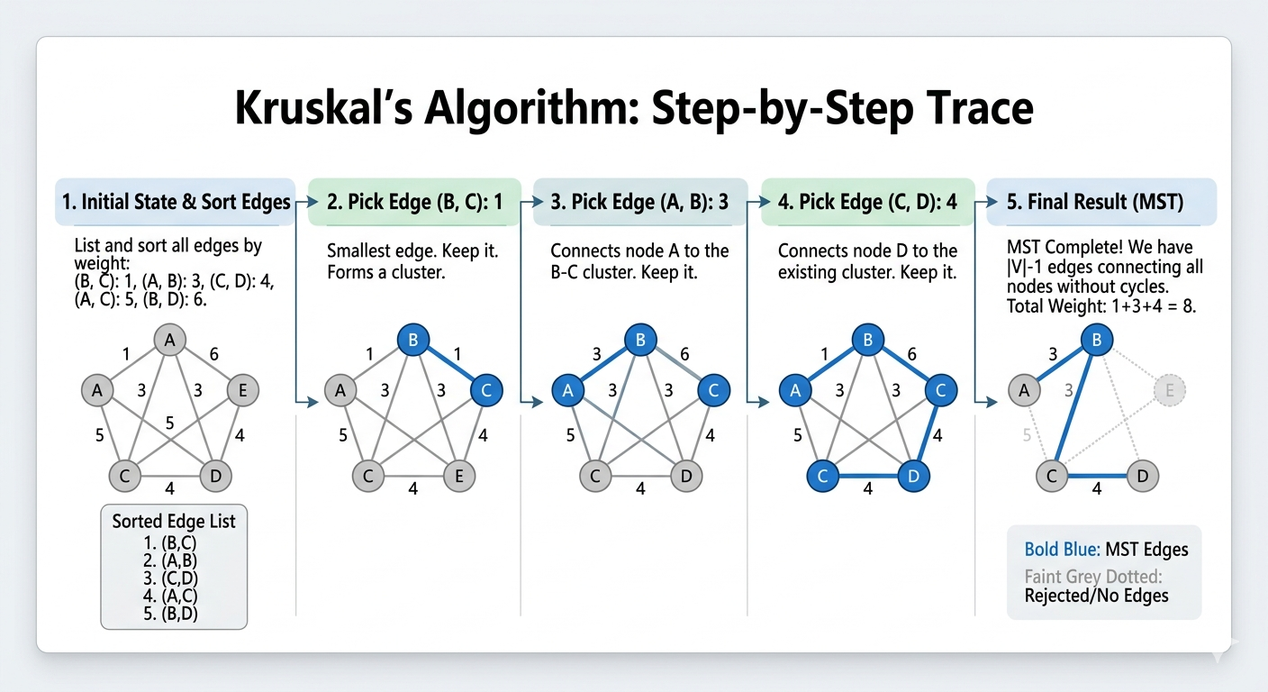 Kruskal's Algorithm: Step-by-Step Trace
1. Initial State & Sort Edges
List and sort all edges by
weight:
(B, C): 1, (A, B): 3, (C, D): 4,
(A, C): 5, (B, D): 6.
A
1
6
A
3
3
E
5
5
4
C
D
4
Sorted Edge List
1. (B,C)
2. (A,B)
3. (C,D)
4. (A,C)
5. (B,D)
2. Pick Edge (B, C): 1
Smallest edge. Keep it.
Forms a cluster.
B
1
1
A
3
3
C
5
4
C
E
4
3. Pick Edge (A, B): 3
Connects node A to the
B-C cluster. Keep it.
B
3
6
A
3
3
C
5
4
C
D
4
4. Pick Edge (C, D): 4
Connects node D to the
existing cluster. Keep it.
B
1
6
A
3
3
C
5
4
C
D
4
5. Final Result (MST)
MST Complete! We have
|V|-1 edges connecting all
nodes without cycles.
Total Weight: 1+3+4 = 8.
B
3
A
3
E
5
C
D
4
Bold Blue: MST Edges
Faint Grey Dotted:
Rejected/No Edges